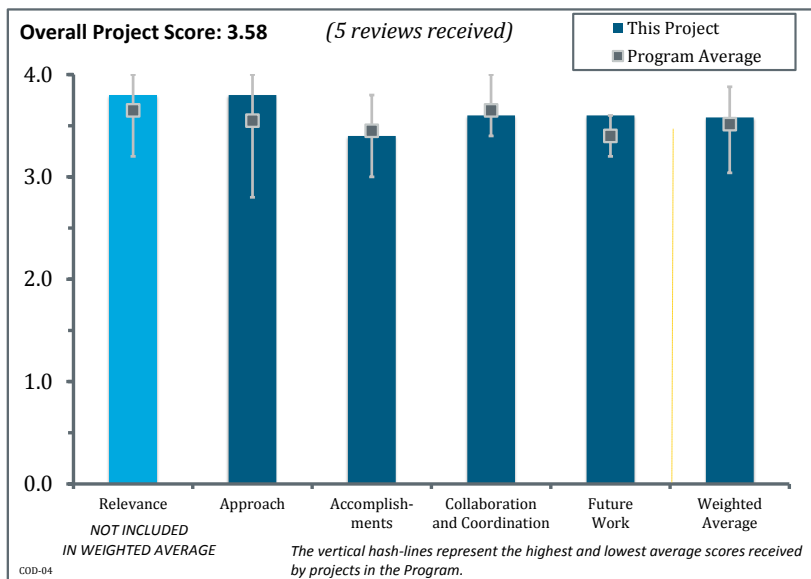 Overall Project Score: 3.58 (5 reviews received)
This Project
Program Average
4.0
3.0
2.0
1.0
0.0
Relevance
Approach
Accomplish-
ments
Collaboration
and Coordination
Future
Work
Weighted
Average
NOT INCLUDED
IN WEIGHTED AVERAGE
The vertical hash-lines represent the highest and lowest average scores received
by projects in the Program.
COD-04